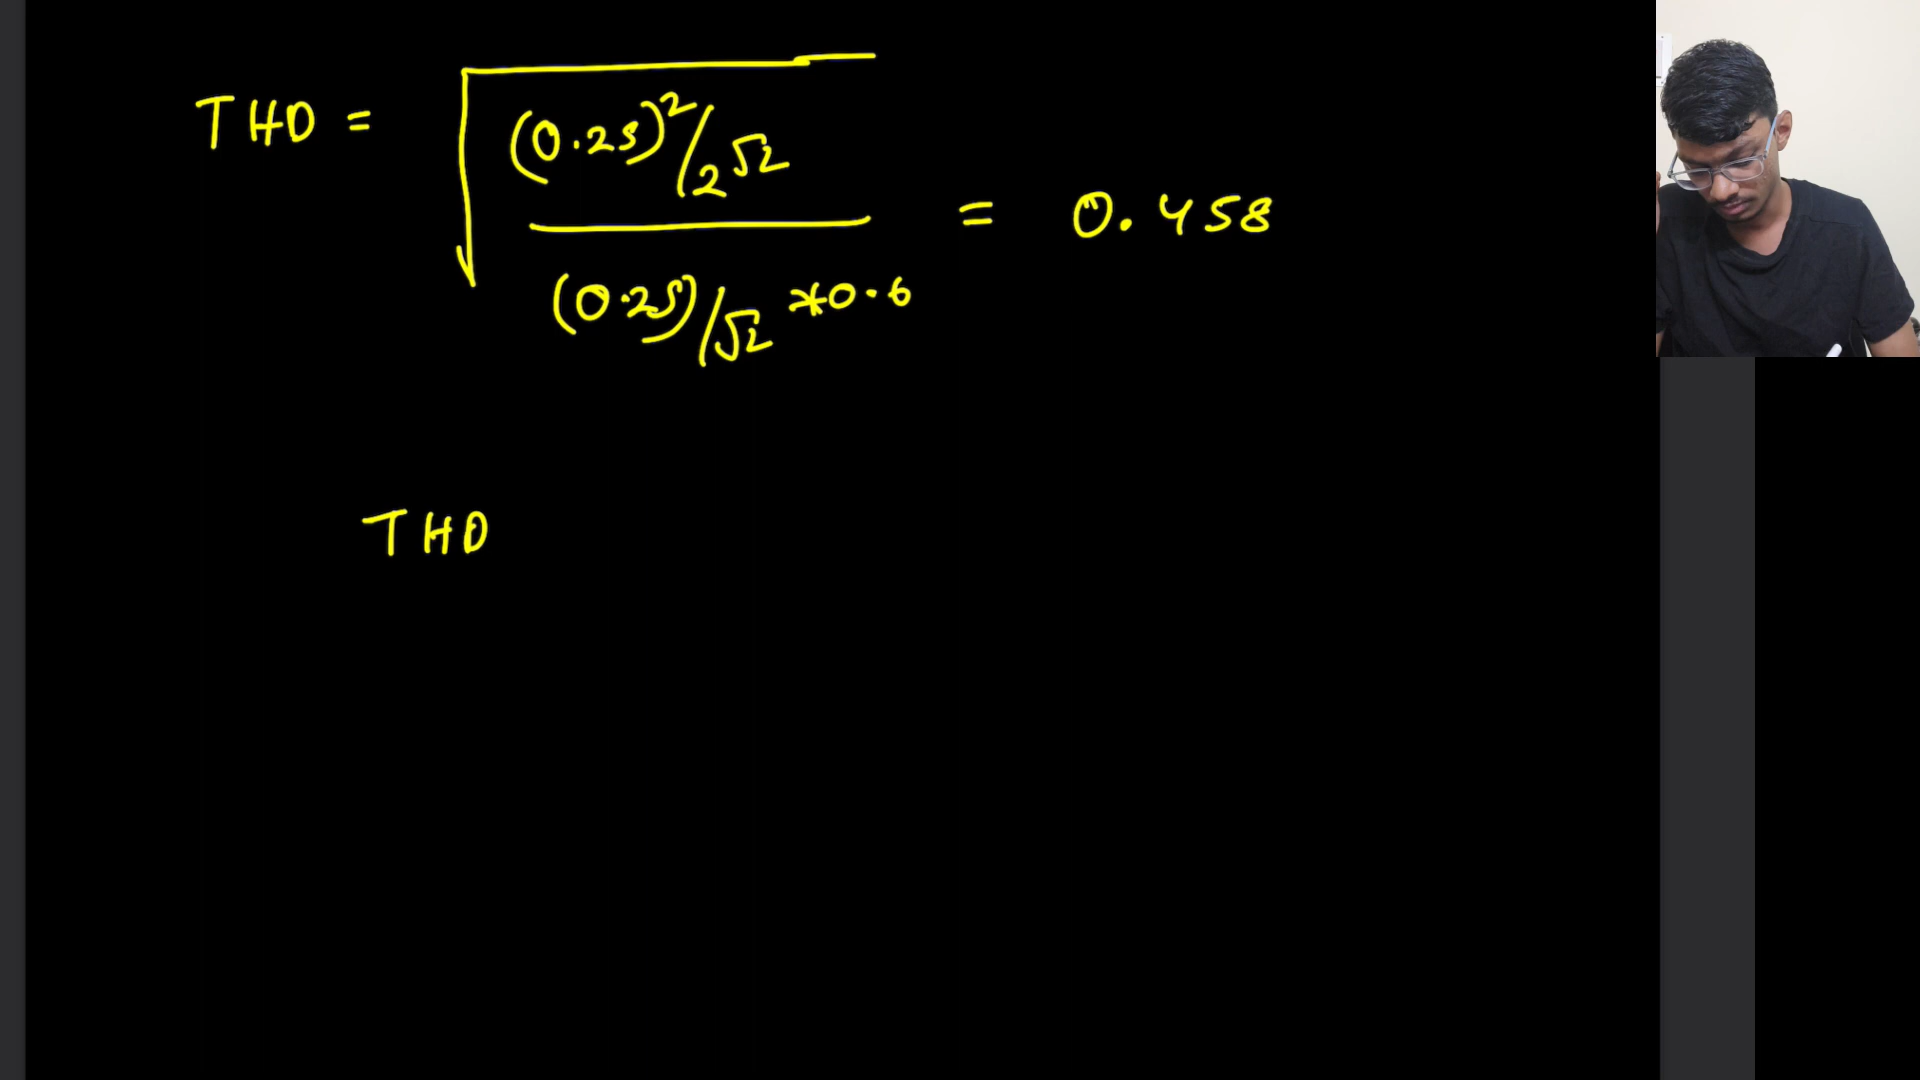 THD = √
(0.25)²/2√2
= 0.458
(0.25)/√2 *0.6
THD